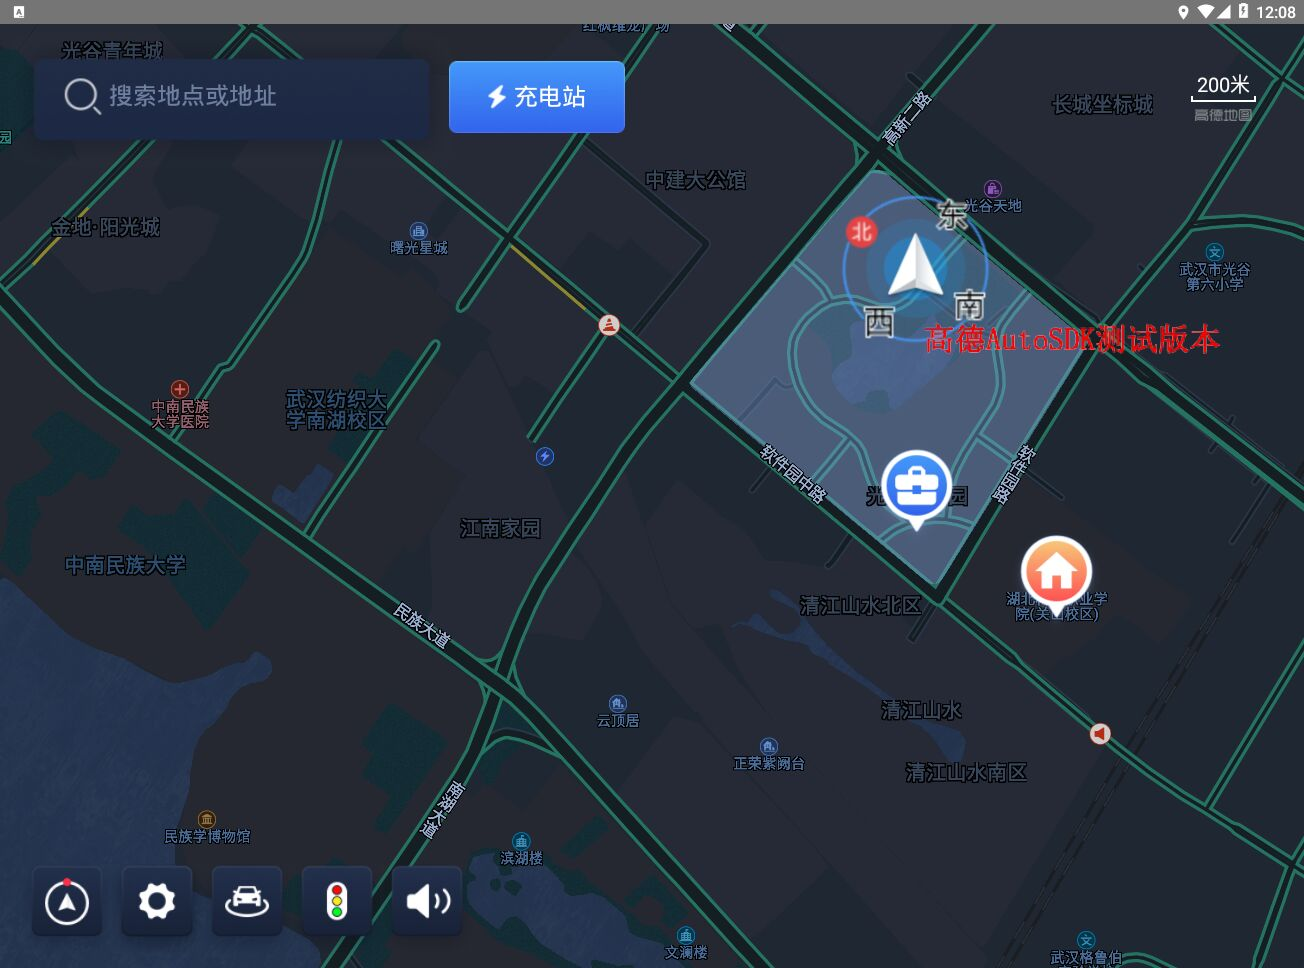 12:08
光谷青年城
搜索地点或地址
充电站
200米
高德地图
长城坐标城
高新二路
中建大公馆
光谷天地
金地·阳光城
曙光星城
北
东
南
西
武汉市光谷
第六小学
高德AutoSDK测试版本
中南民族
大学医院
武汉纺织大
学南湖校区
软件园中路
软件园路
光
园
江南家园
中南民族大学
清江山水北区
湖北
业学
院(关山校区)
民族大道
云顶居
清江山水
正荣紫阙台
清江山水南区
南湖大道
民族学博物馆
滨湖楼
文澜楼
武汉格鲁伯